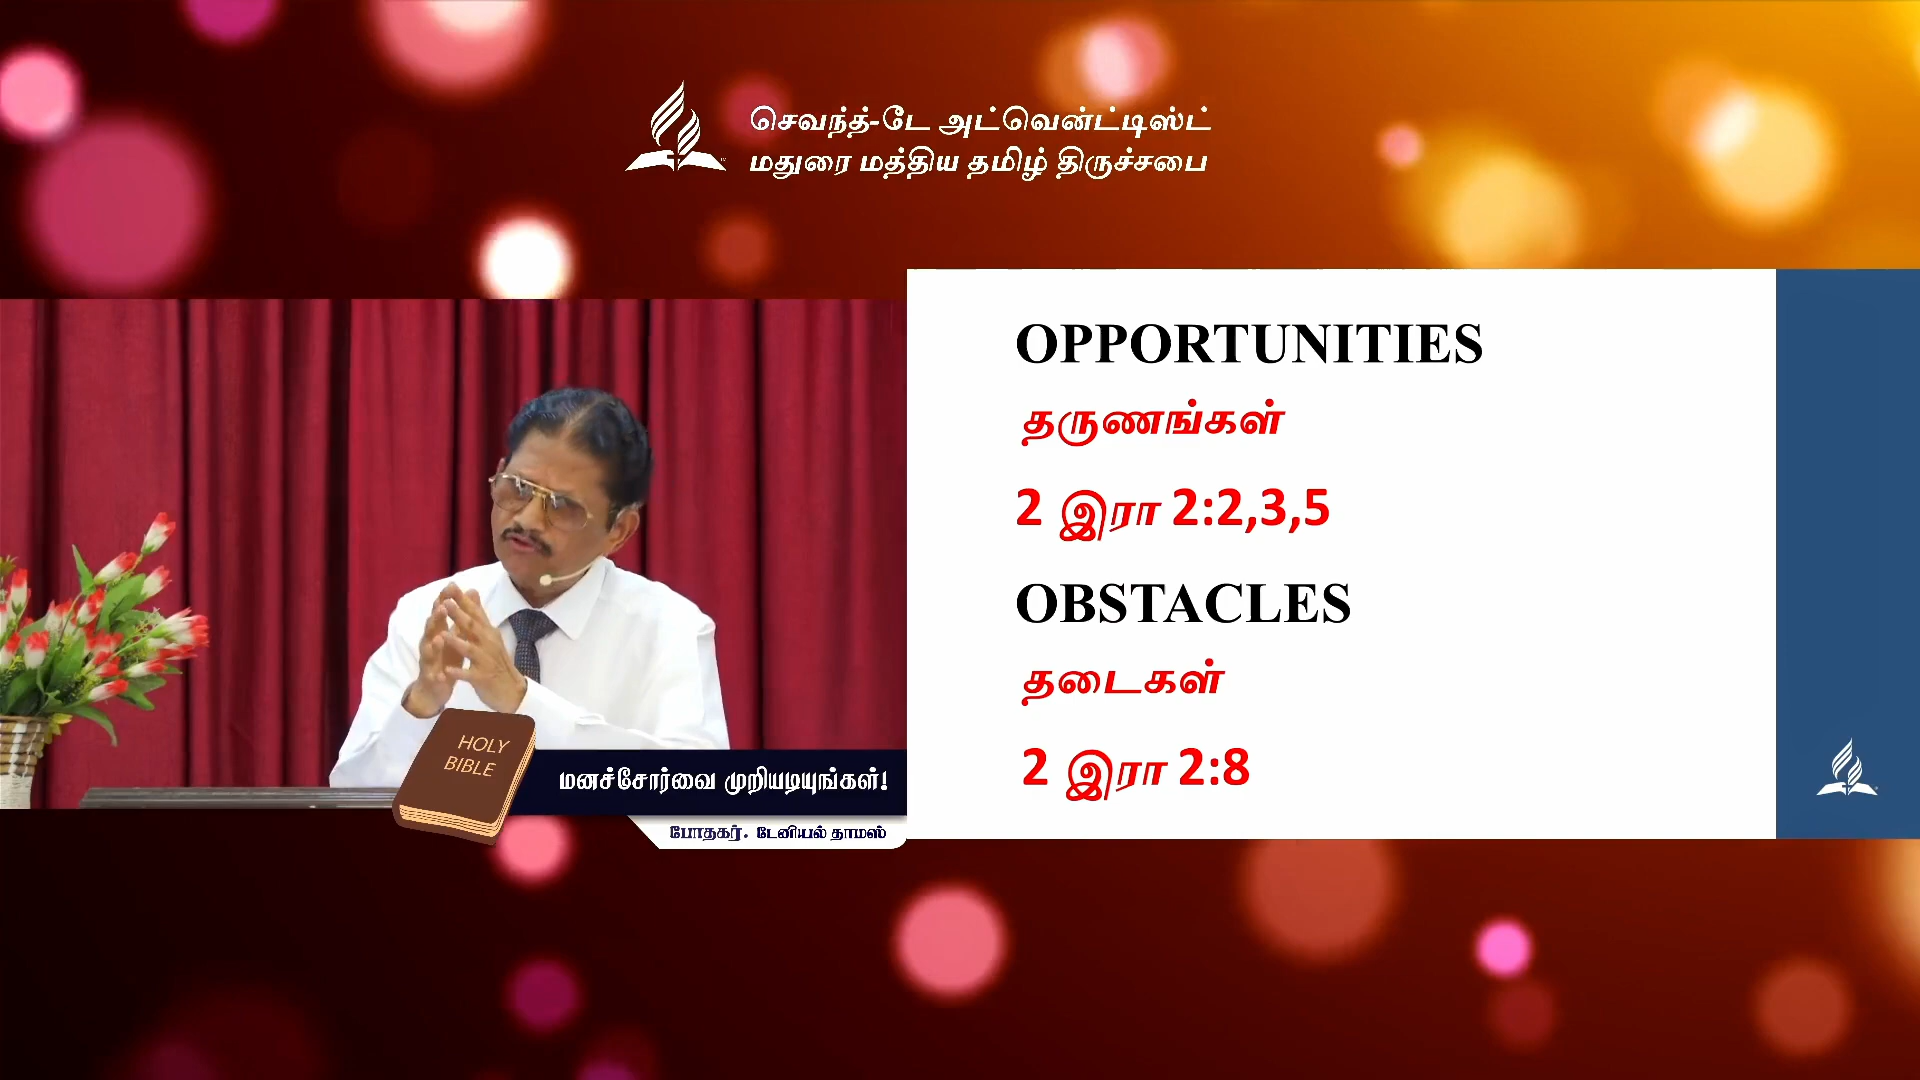 செவந்த்-டே அட்வென்ட்டிஸ்ட்
மதுரை மத்திய தமிழ் திருச்சபை
OPPORTUNITIES
தருணங்கள்
2 இரா 2:2,3,5
OBSTACLES
தடைகள்
2 இரா 2:8
HOLY
BIBLE
மனச்சோர்வை முறியடியுங்கள்!
போதகர். டேனியல் தாமஸ்